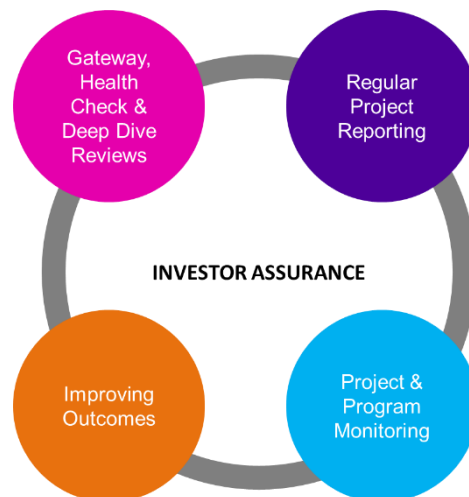 Gateway,
Health
Check &
Deep Dive
Reviews
Regular
Project
Reporting
INVESTOR ASSURANCE
Improving
Outcomes
Project &
Program
Monitoring